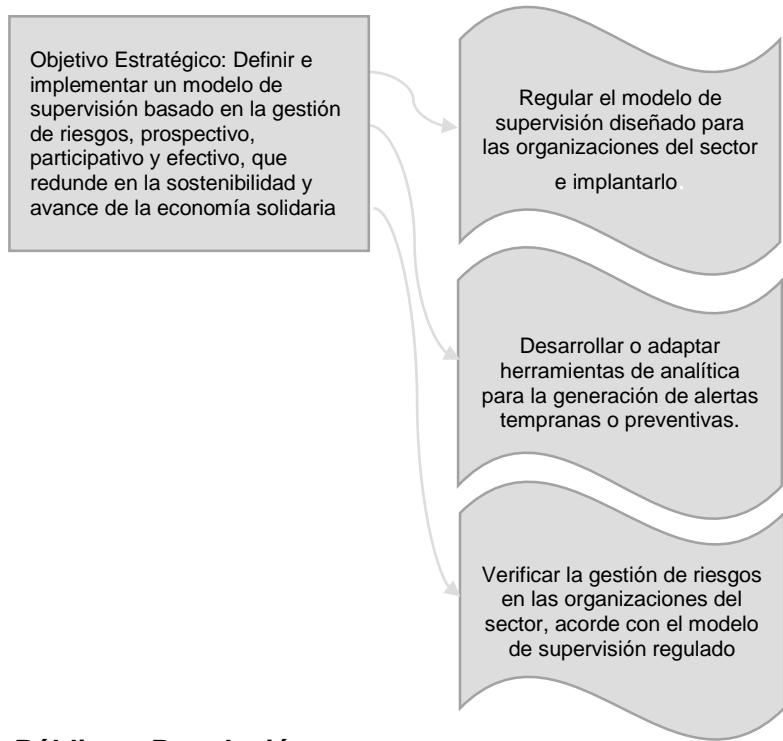 Objetivo Estratégico: Definir e
implementar un modelo de
supervisión basado en la gestión
de riesgos, prospectivo,
participativo y efectivo, que
redunde en la sostenibilidad y
avance de la economía solidaria
Regular el modelo de
supervisión diseñado para
las organizaciones del sector
e implantarlo.
Desarrollar o adaptar
herramientas de analítica
para la generación de alertas
tempranas o preventivas.
Verificar la gestión de riesgos
en las organizaciones del
sector, acorde con el modelo
de supervisión regulado